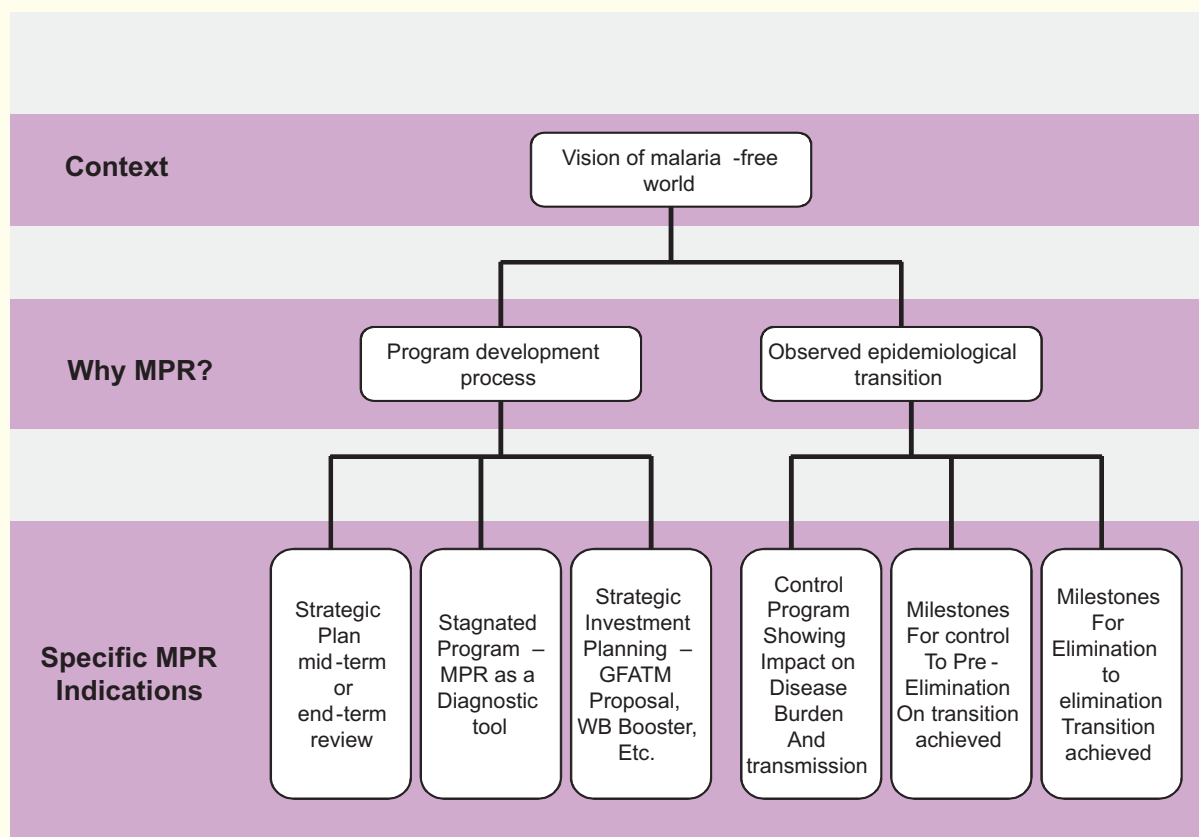 Context
Vision of malaria -free
world
Why MPR?
Program development
process
Observed epidemiological
transition
Specific MPR
Indications
Strategic
Plan
mid-term
or
end-term
review
Stagnated
Program –
MPR as a
Diagnostic
tool
Strategic
Investment
Planning –
GFATM
Proposal,
WB Booster,
Etc.
Control
Program
Showing
Impact on
Disease
Burden
And
transmission
Milestones
For control
To Pre -
Elimination
On transition
achieved
Milestones
For
Elimination
to
elimination
Transition
achieved